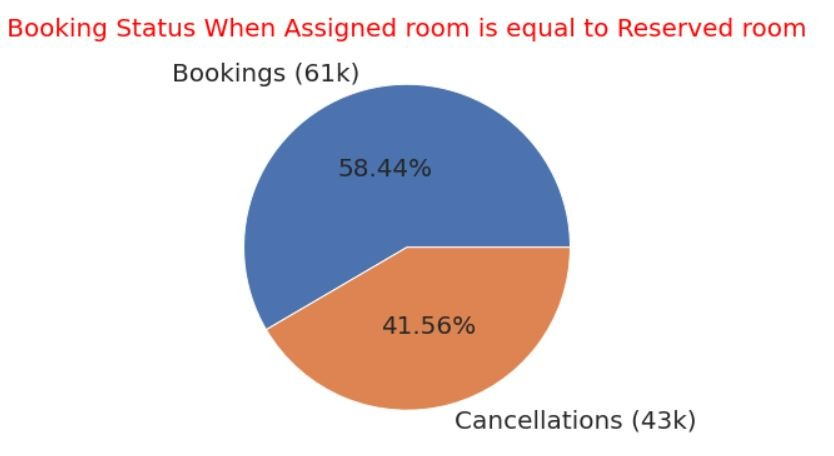 Booking Status When Assigned room is equal to Reserved room
Bookings (61k)
58.44%
41.56%
Cancellations (43k)